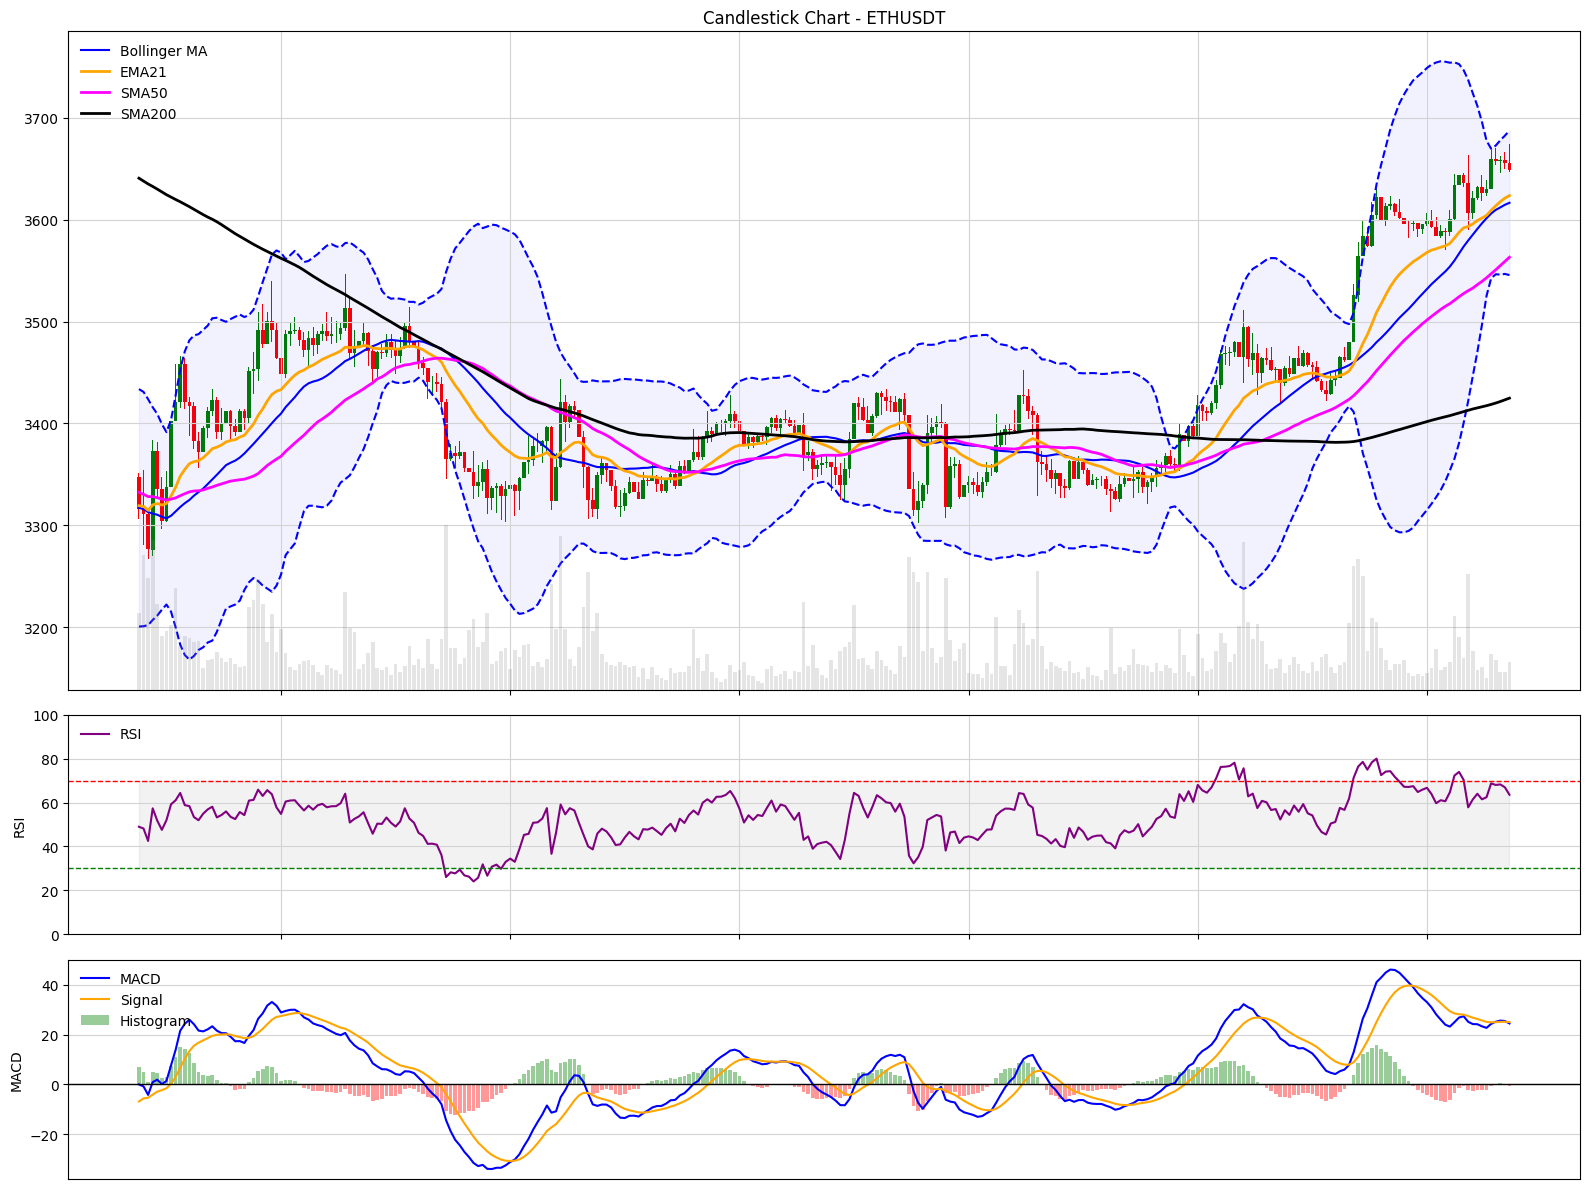 Candlestick Chart - ETHUSDT
Bollinger MA
EMA21
SMA50
SMA200
3700
3600
3500
3400
3300
3200
100
80
60
40
20
0
RSI
RSI
40
20
0
−20
MACD
MACD
Signal
Histogram